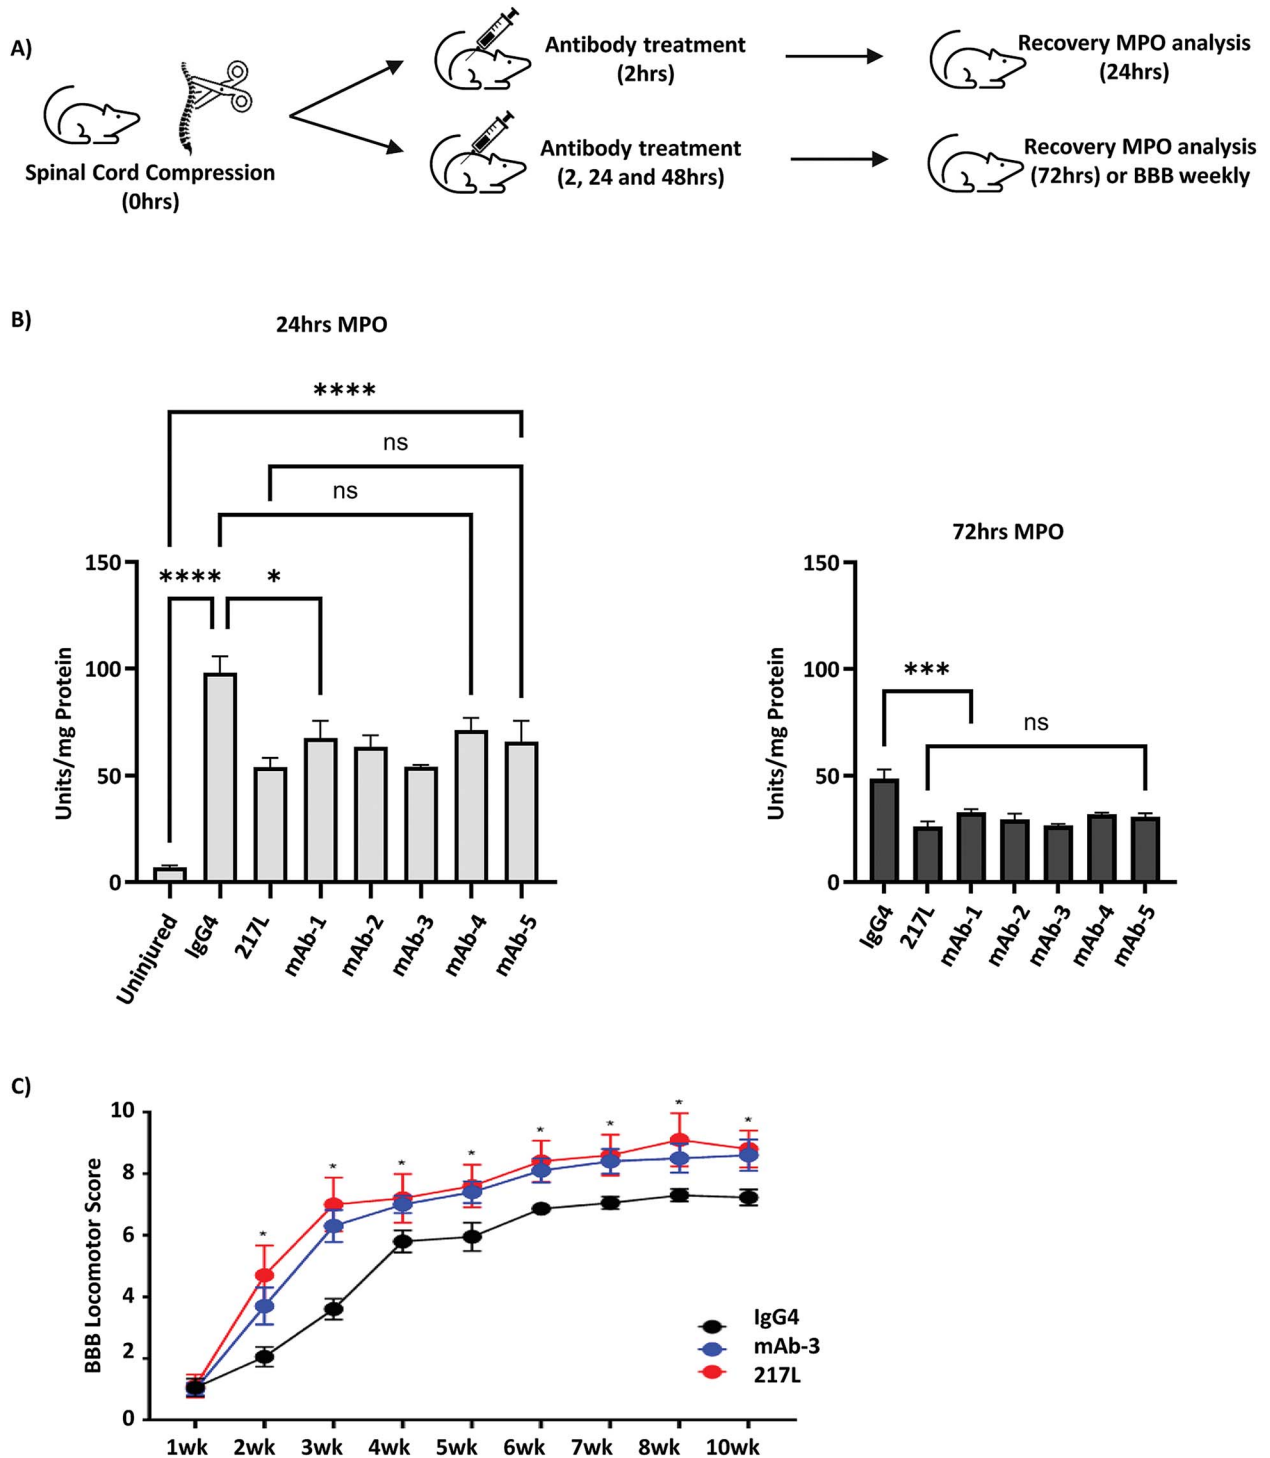 A)
Spinal Cord Compression
(0hrs)
Antibody treatment
(2hrs)
Recovery MPO analysis
(24hrs)
Antibody treatment
(2, 24 and 48hrs)
Recovery MPO analysis
(72hrs) or BBB weekly
B)
24hrs MPO
****
ns
ns
**** *
150
100
50
0
Units/mg Protein
Uninjured
IgG4
217L
mAb-1
mAb-2
mAb-3
mAb-4
mAb-5
72hrs MPO
***
ns
150
100
50
0
Units/mg Protein
IgG4
217L
mAb-1
mAb-2
mAb-3
mAb-4
mAb-5
C)
BBB Locomotor Score
10
8
6
4
2
0
* * * * * * * *
IgG4
mAb-3
217L
1wk 2wk 3wk 4wk 5wk 6wk 7wk 8wk 10wk